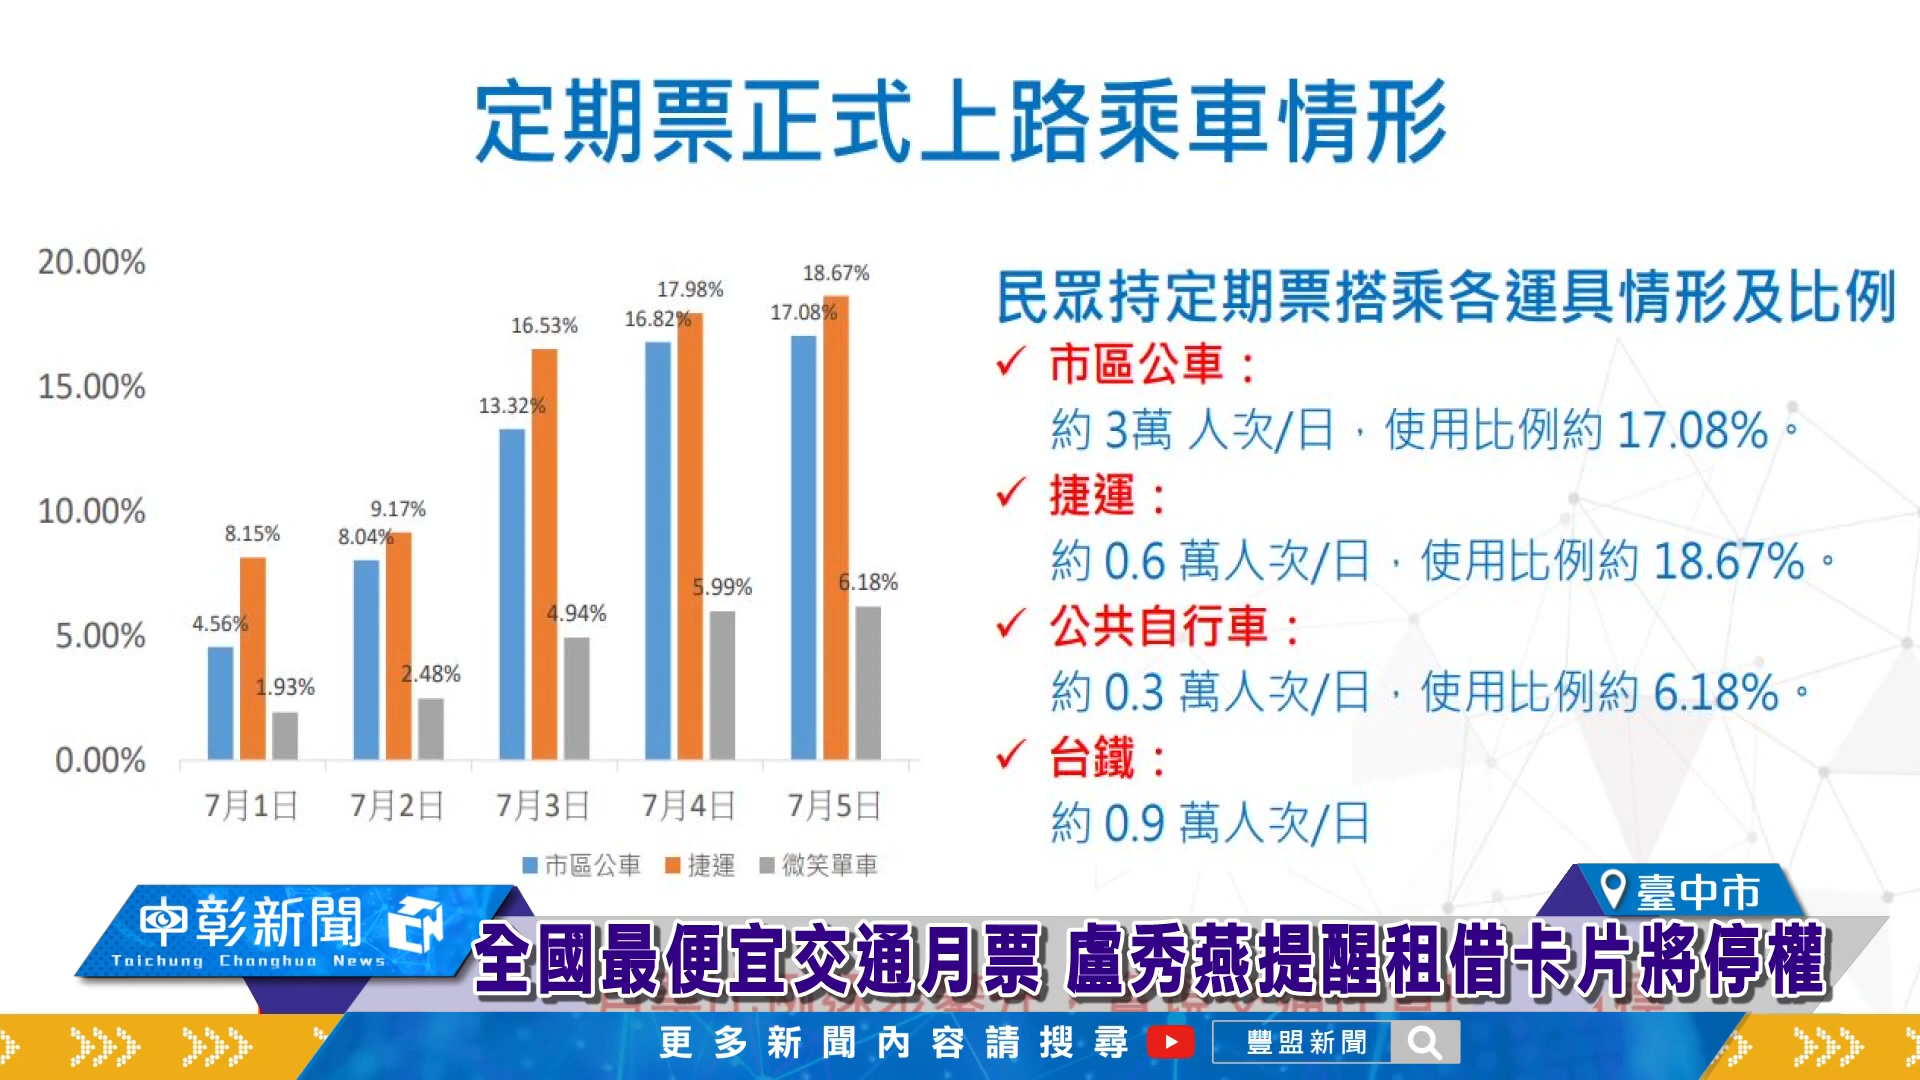 定期票正式上路乘車情形
20.00%
15.00%
10.00%
5.00%
0.00%
4.56%
8.15%
1.93%
8.04%
9.17%
2.48%
13.32%
16.53%
4.94%
16.82%
17.98%
5.99%
17.08%
18.67%
6.18%
7月1日
7月2日
7月3日
7月4日
7月5日
市區公車 捷運 微笑單車
民眾持定期票搭乘各運具情形及比例
✓ 市區公車：
約 3萬 人次/日，使用比例約 17.08%。
✓ 捷運：
約 0.6 萬人次/日，使用比例約 18.67%。
✓ 公共自行車：
約 0.3 萬人次/日，使用比例約 6.18%。
✓ 台鐵：
約 0.9 萬人次/日
臺中市
中彰新聞
Taichung Changhua News
全國最便宜交通月票 盧秀燕提醒租借卡片將停權
更多新聞內容請搜尋 豐盟新聞